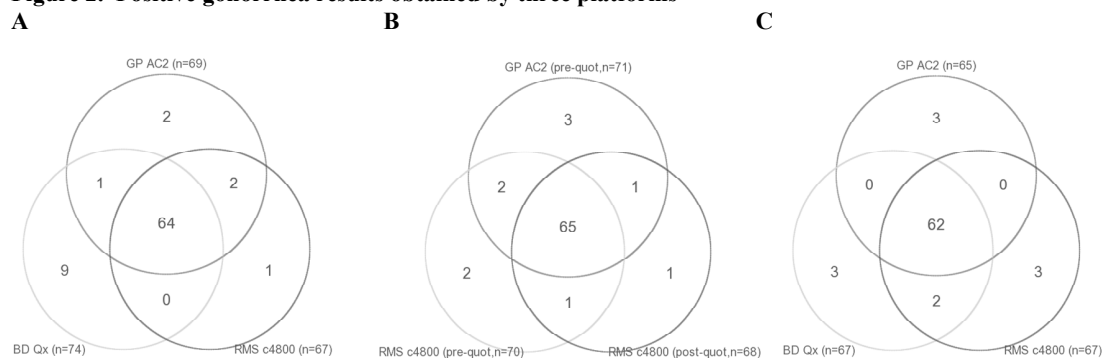 Figure 2. Positive gonorrhea results obtained by three platforms
A B C
GP AC2 (n=69) GP AC2 (pre-quot,n=71) GP AC2 (n=65)
2 3 3
1 2 2 1 0 0
64 65 62
9 1 2 1 3 3
0 1 2
BD Qx (n=74) RMS c4800 (n=67) RMS c4800 (pre-quot,n=70) RMS c4800 (post-quot,n=68) BD Qx (n=67) RMS c4800 (n=67)